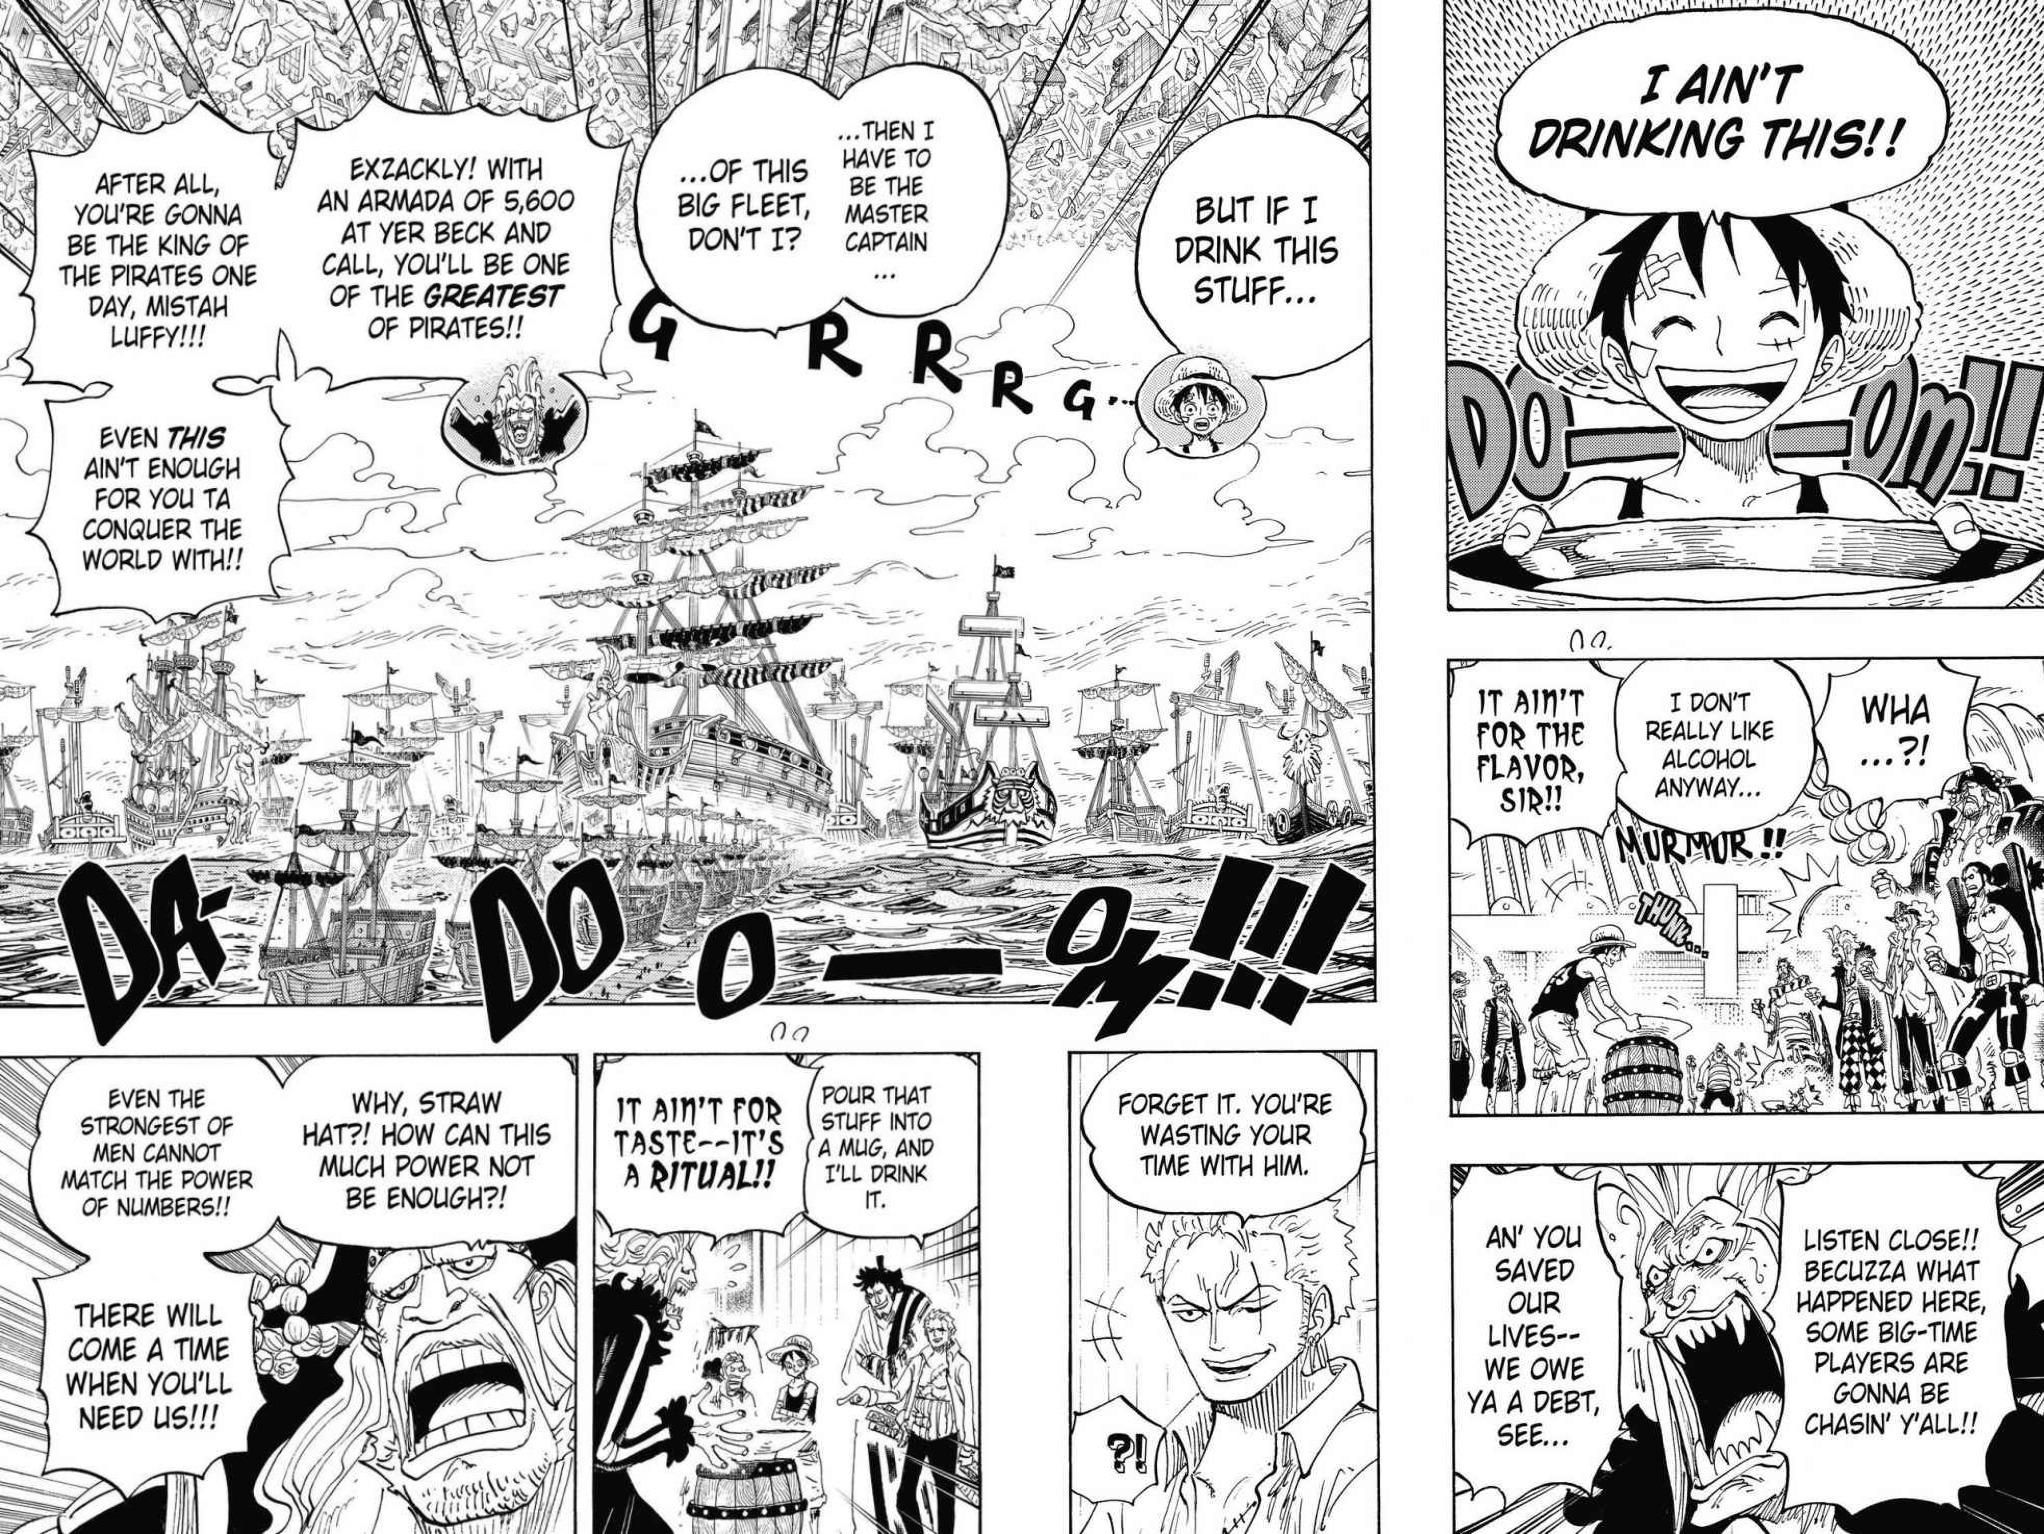 I AIN'T
DRINKING THIS!!
DO—OM!!
WHA
...?!
I DON'T
REALLY LIKE
ALCOHOL
ANYWAY...
IT AIN'T
FOR THE
FLAVOR,
SIR!!
MURMUR!!
THUNK...
LISTEN CLOSE!!
BECUZZA WHAT
HAPPENED HERE,
SOME BIG-TIME
PLAYERS ARE
GONNA BE
CHASIN' Y'ALL!!
AN' YOU
SAVED
OUR
LIVES--
WE OWE
YA A DEBT,
SEE...
BUT IF I
DRINK THIS
STUFF...
...THEN I
HAVE TO
BE THE
MASTER
CAPTAIN
...
...OF THIS
BIG FLEET,
DON'T I?
GRRRG...
EXZACKLY! WITH
AN ARMADA OF 5,600
AT YER BECK AND
CALL, YOU'LL BE ONE
OF THE GREATEST
OF PIRATES!!
AFTER ALL,
YOU'RE GONNA
BE THE KING OF
THE PIRATES ONE
DAY, MISTAH
LUFFY!!!
EVEN THIS
AIN'T ENOUGH
FOR YOU TA
CONQUER THE
WORLD WITH!!
DA-DOOO—OM!!!
FORGET IT. YOU'RE
WASTING YOUR
TIME WITH HIM.
?!
POUR THAT
STUFF INTO
A MUG, AND
I'LL DRINK
IT.
IT AIN'T FOR
TASTE--IT'S
A RITUAL!!
WHY, STRAW
HAT?! HOW CAN THIS
MUCH POWER NOT
BE ENOUGH?!
EVEN THE
STRONGEST OF
MEN CANNOT
MATCH THE POWER
OF NUMBERS!!
THERE WILL
COME A TIME
WHEN YOU'LL
NEED US!!!